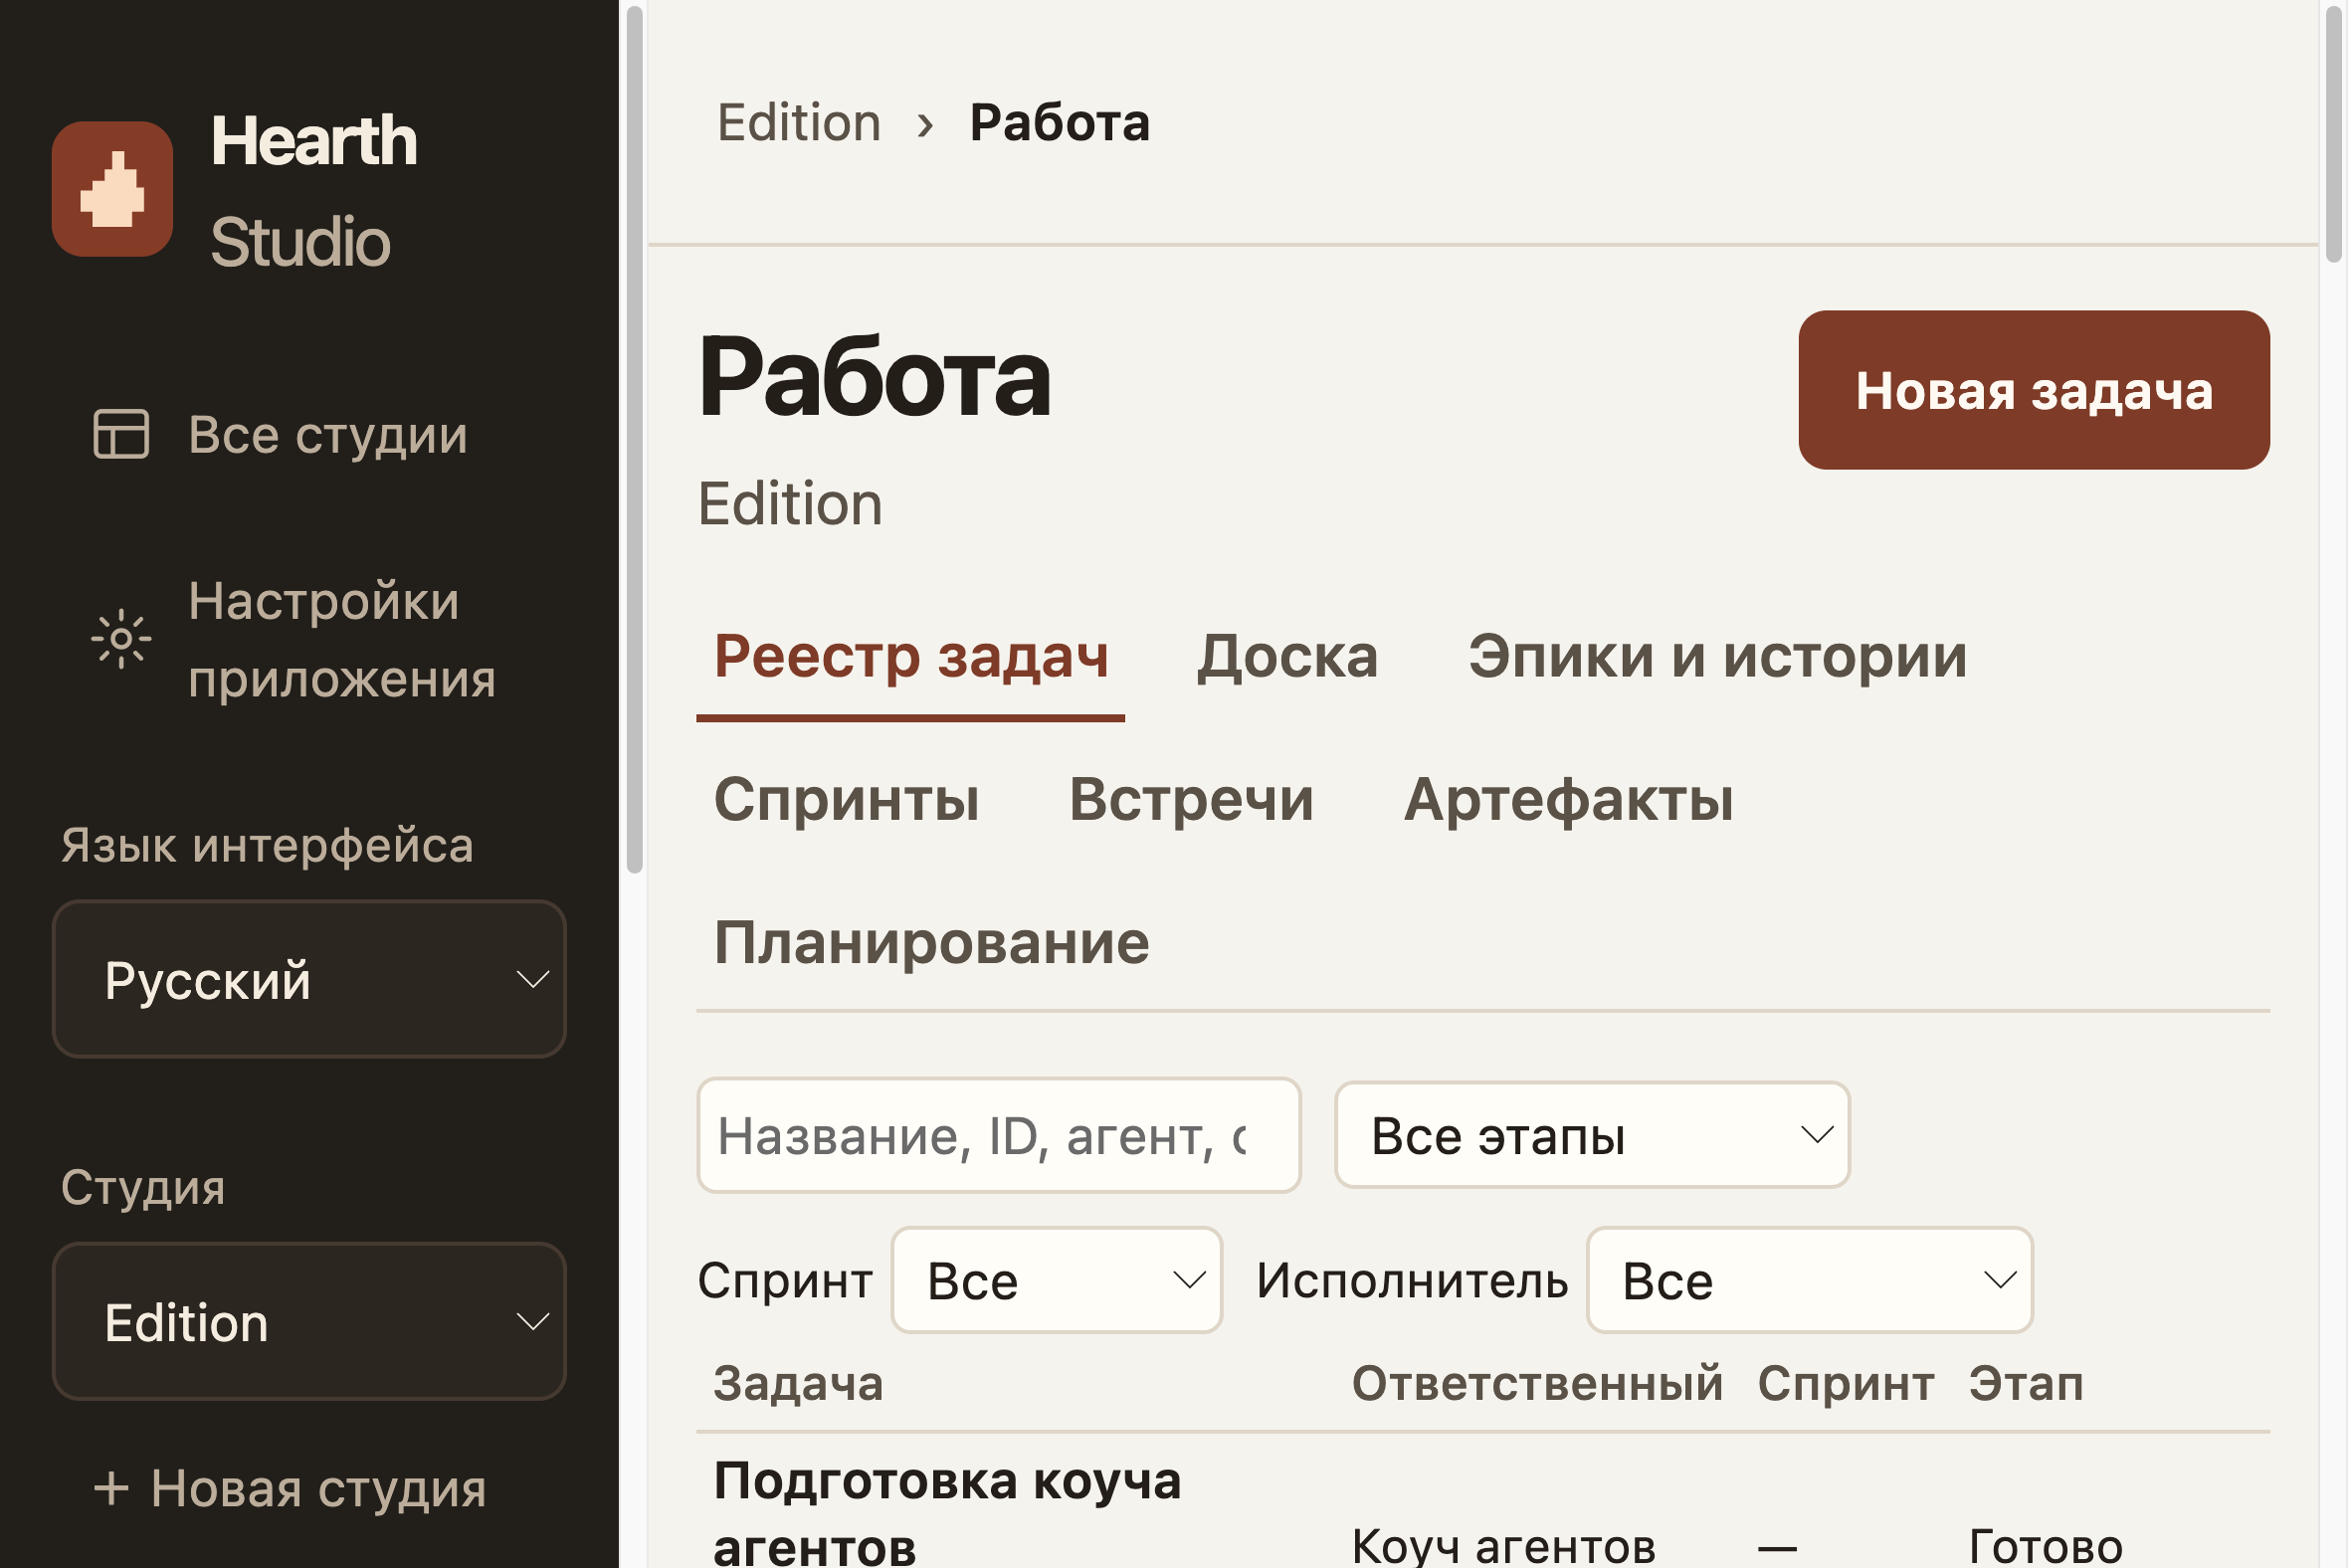 Hearth
Studio
Все студии
Настройки
приложения
Язык интерфейса
Русский
Студия
Edition
+ Новая студия
Edition › Работа
Работа
Новая задача
Edition
Реестр задач Доска Эпики и истории
Спринты Встречи Артефакты
Планирование
Название, ID, агент, Все этапы
Спринт Все Исполнитель Все
Задача Ответственный Спринт Этап
Подготовка коуча
агентов Коуч агентов — Готово